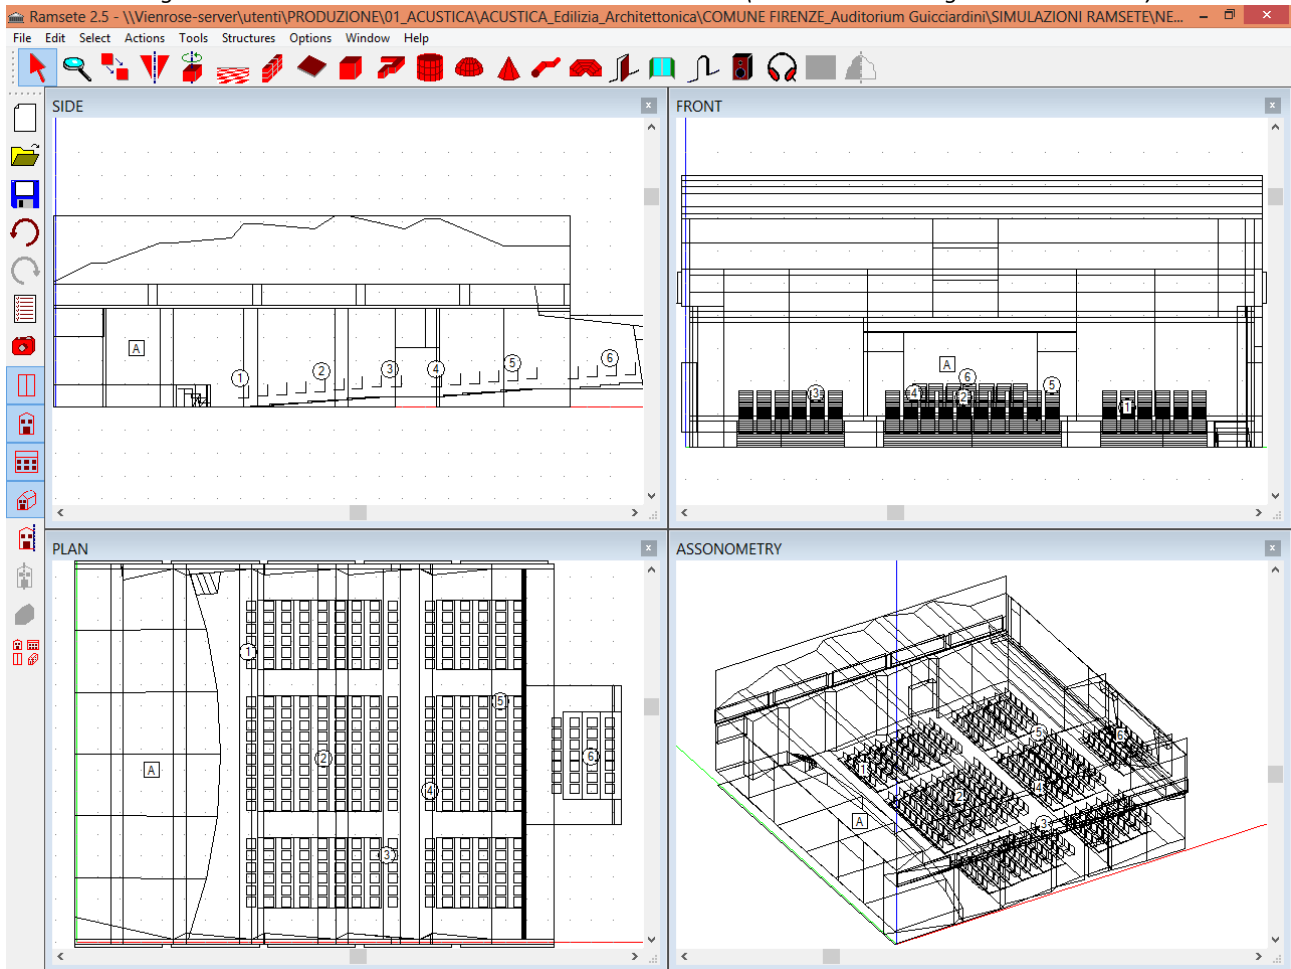 Ramsete 2.5 - \\Vienrose-server\utenti\PRODUZIONE\01_ACUSTICA\ACUSTICA_Edilizia_Architettonica\COMUNE FIRENZE_Auditorium Guicciardini\SIMULAZIONI RAMSETE\NE...
File Edit Select Actions Tools Structures Options Window Help
SIDE
A
1
2
3
4
5
6
FRONT
A
6
5
3
4
2
1
PLAN
1
5
2
6
A
4
3
ASSONOMETRY
5
6
1
4
2
A
3